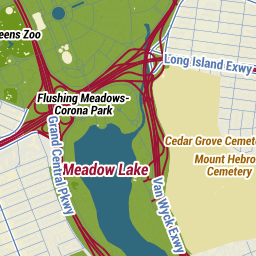 eens Zoo
Long Island Exwy
Flushing Meadows-
Corona Park
Grand Central Pkwy
Cedar Grove Cemete
Mount Hebro
Cemetery
Meadow Lake
Van Wyck Exwy